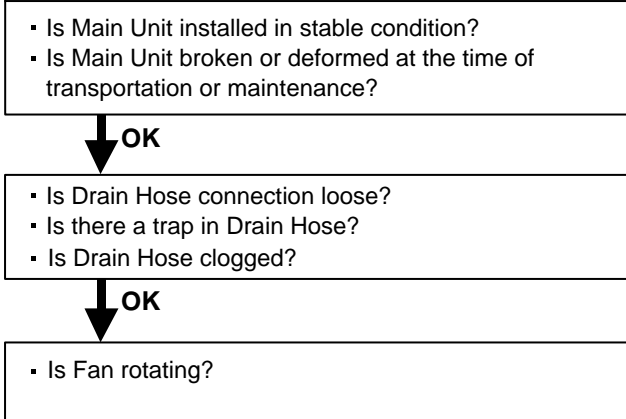 ▪ Is Main Unit installed in stable condition?
▪ Is Main Unit broken or deformed at the time of
transportation or maintenance?
OK
▪ Is Drain Hose connection loose?
▪ Is there a trap in Drain Hose?
▪ Is Drain Hose clogged?
OK
▪ Is Fan rotating?